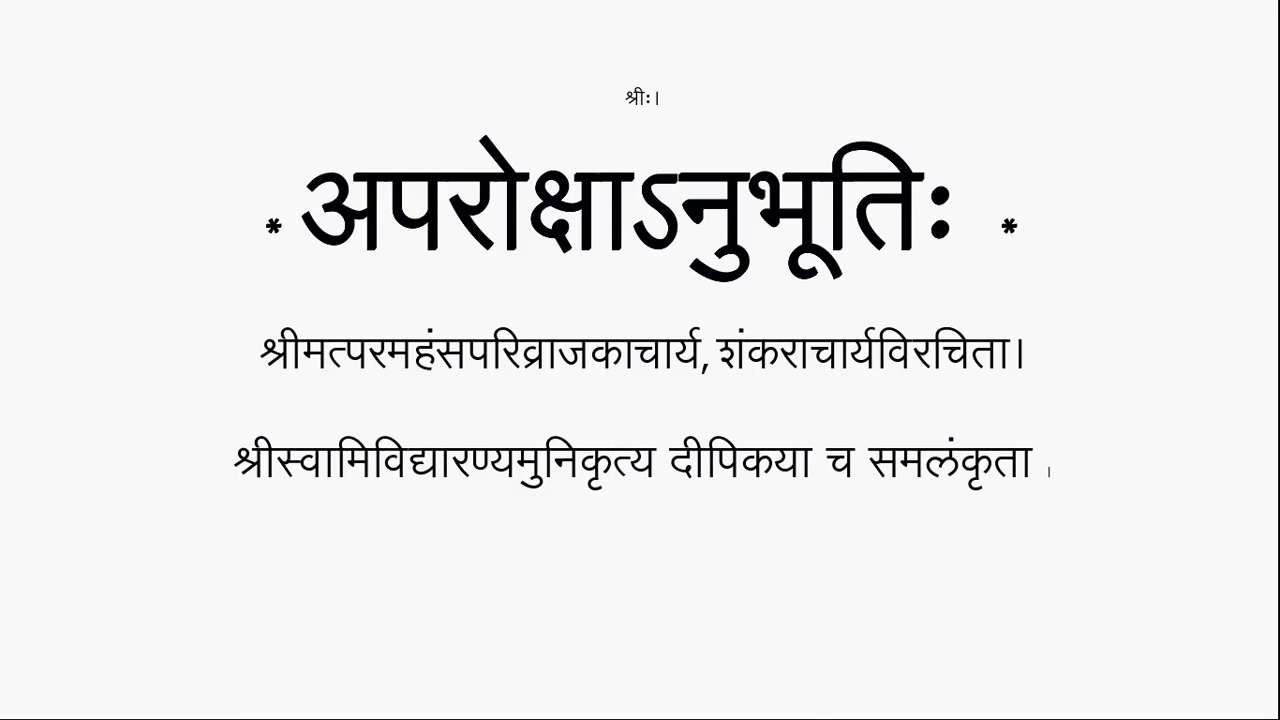 श्रीः।
* अपरोक्षाऽनुभूतिः *
श्रीमत्परमहंसपरिव्राजकाचार्य, शंकराचार्यविरचिता।
श्रीस्वामिविद्यारण्यमुनिकृत्य दीपिकया च समलंकृता ।